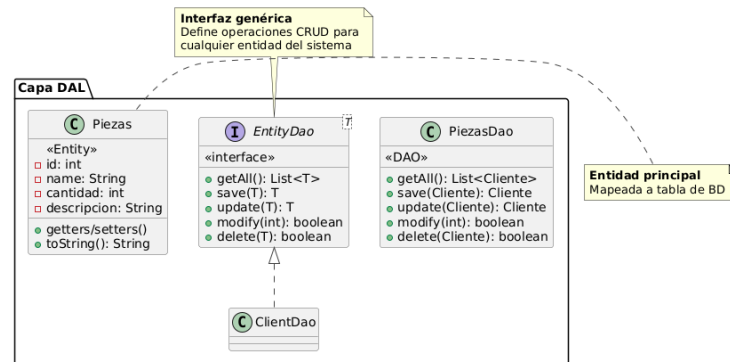 Interfaz genérica
Define operaciones CRUD para
cualquier entidad del sistema
Capa DAL
C Piezas
«Entity»
id: int
name: String
cantidad: int
descripcion: String
getters/setters()
toString(): String
I EntityDao
T
«interface»
getAll(): List<T>
save(T): T
update(T): T
modify(int): boolean
delete(T): boolean
C PiezasDao
«DAO»
getAll(): List<Cliente>
save(Cliente): Cliente
update(Cliente): Cliente
modify(int): boolean
delete(Cliente): boolean
Entidad principal
Mapeada a tabla de BD
C ClientDao